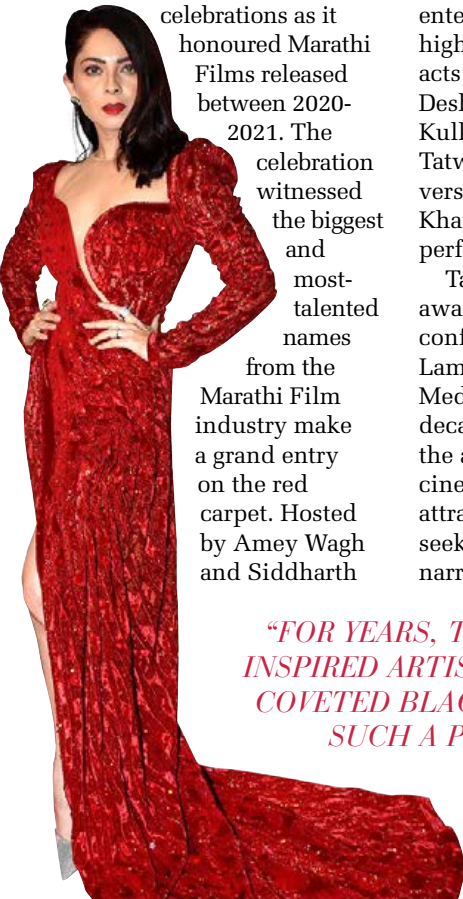 celebrations as it
honoured Marathi
Films released
between 2020-
2021. The
celebration
witnessed
the biggest
and
most-
talented
names
from the
Marathi Film
industry make
a grand entry
on the red
carpet. Hosted
by Amey Wagh
and Siddharth
ente
high
acts
Desh
Kull
Tatw
vers
Kha
perf
Ta
awa
conf
Lam
Med
deca
the a
cine
attra
seek
narr
“FOR YEARS, T
INSPIRED ARTIS
COVETED BLAC
SUCH A P